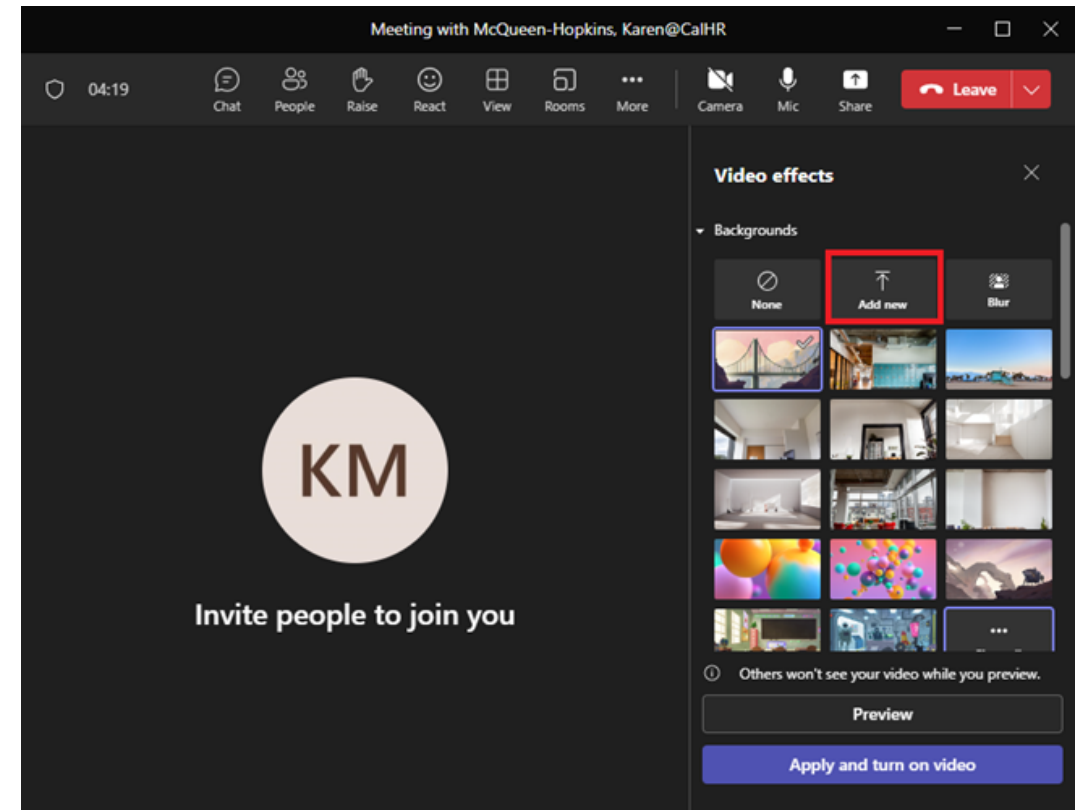 Meeting with McQueen-Hopkins, Karen@CalHR
04:19
Chat People Raise React View Rooms More Camera Mic Share Leave
Video effects
Backgrounds
None Add new Blur
KM
Invite people to join you
Others won't see your video while you preview.
Preview
Apply and turn on video